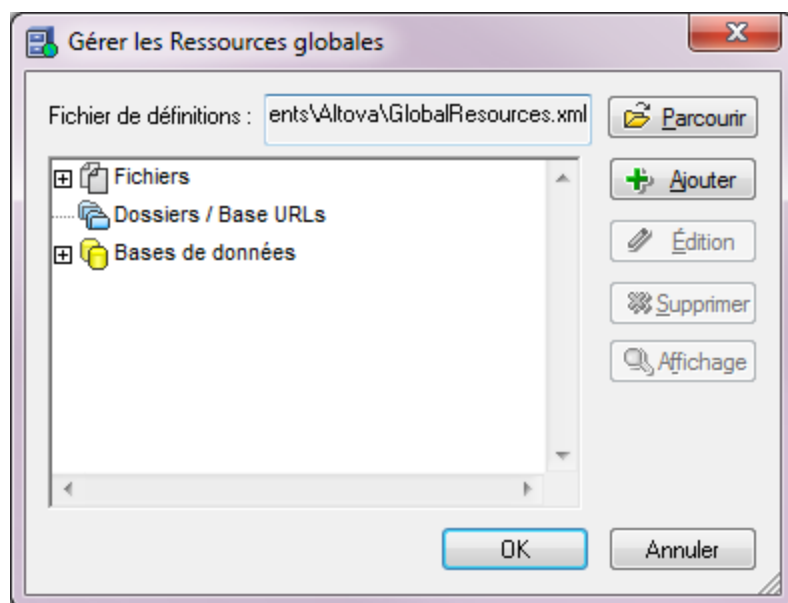 Gérer les Ressources globales
Fichier de définitions : ents\Altova\GlobalResources.xml Parcourir
Fichiers
Dossiers / Base URLs
Bases de données
Ajouter
Édition
Supprimer
Affichage
OK Annuler